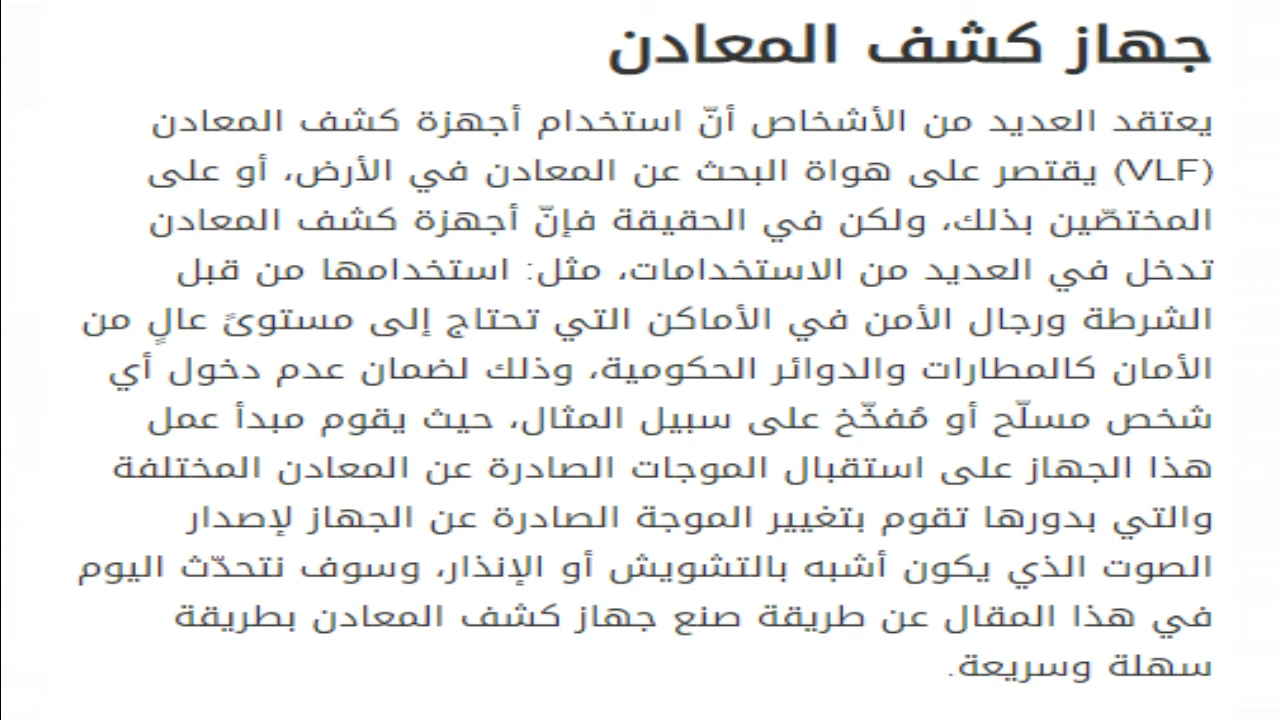 جهاز كشف المعادن
يعتقد العديد من الأشخاص أنّ استخدام أجهزة كشف المعادن
(VLF) يقتصر على هواة البحث عن المعادن في الأرض، أو على
المختصّين بذلك، ولكن في الحقيقة فإنّ أجهزة كشف المعادن
تدخل في العديد من الاستخدامات، مثل: استخدامها من قبل
الشرطة ورجال الأمن في الأماكن التي تحتاج إلى مستوىً عالٍ من
الأمان كالمطارات والدوائر الحكومية، وذلك لضمان عدم دخول أي
شخص مسلّح أو مُفخّخ على سبيل المثال، حيث يقوم مبدأ عمل
هذا الجهاز على استقبال الموجات الصادرة عن المعادن المختلفة
والتي بدورها تقوم بتغيير الموجة الصادرة عن الجهاز لإصدار
الصوت الذي يكون أشبه بالتشويش أو الإنذار، وسوف نتحدّث اليوم
في هذا المقال عن طريقة صنع جهاز كشف المعادن بطريقة
سهلة وسريعة.